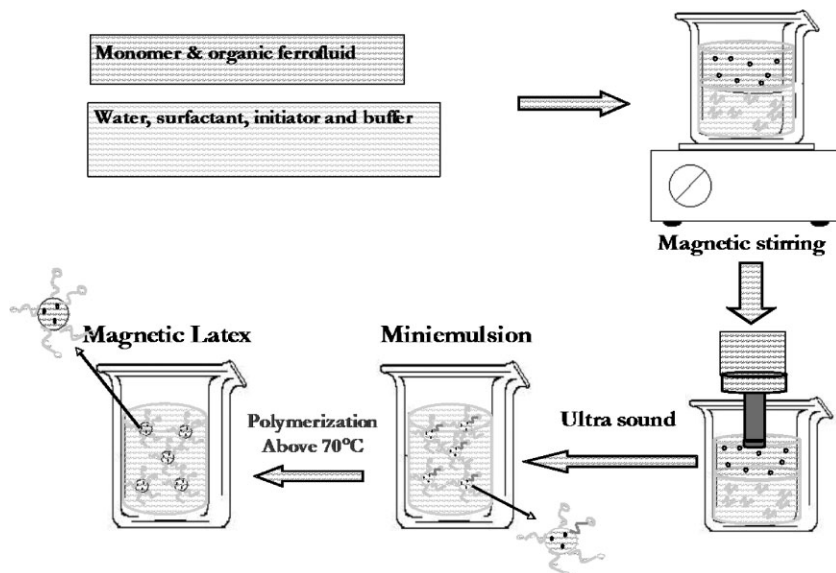 Monomer & organic ferrofluid
Water, surfactant, initiator and buffer
Magnetic stirring
Magnetic Latex
Miniemulsion
Polymerization
Above 70°C
Ultra sound